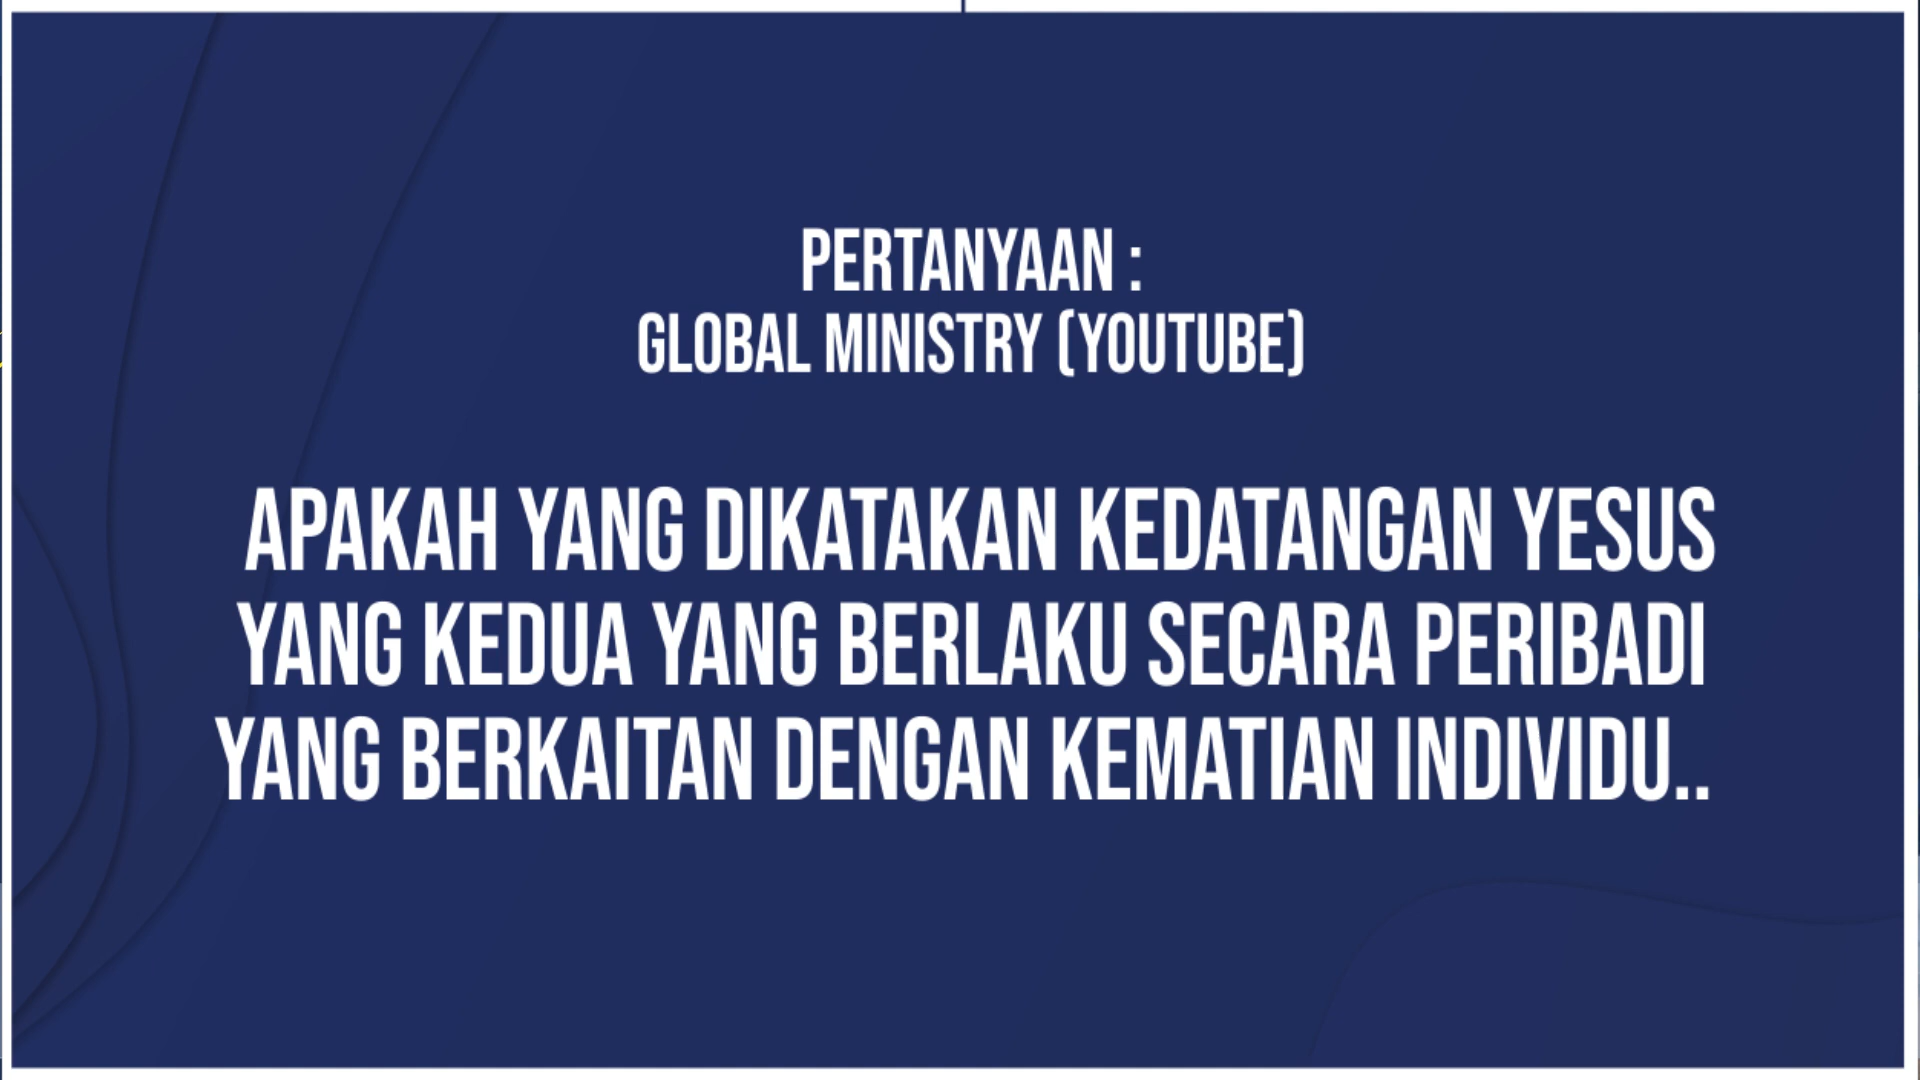 PERTANYAAN :
GLOBAL MINISTRY (YOUTUBE)
APAKAH YANG DIKATAKAN KEDATANGAN YESUS
YANG KEDUA YANG BERLAKU SECARA PERIBADI
YANG BERKAITAN DENGAN KEMATIAN INDIVIDU..